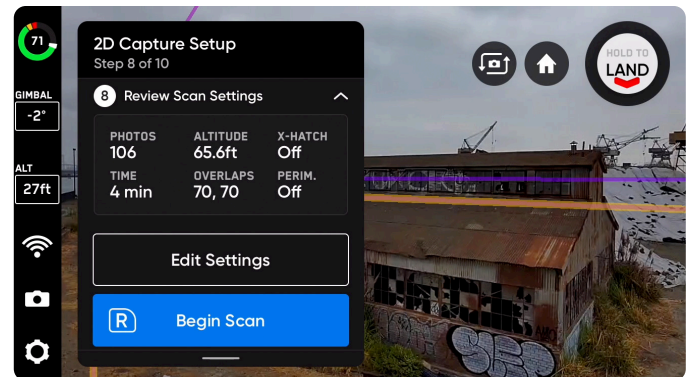 71
GIMBAL
-2°
ALT
27ft
2D Capture Setup
Step 8 of 10
8 Review Scan Settings
PHOTOS ALTITUDE X-HATCH
106 65.6ft Off
TIME OVERLAPS PERIM.
4 min 70, 70 Off
Edit Settings
R Begin Scan
HOLD TO
LAND